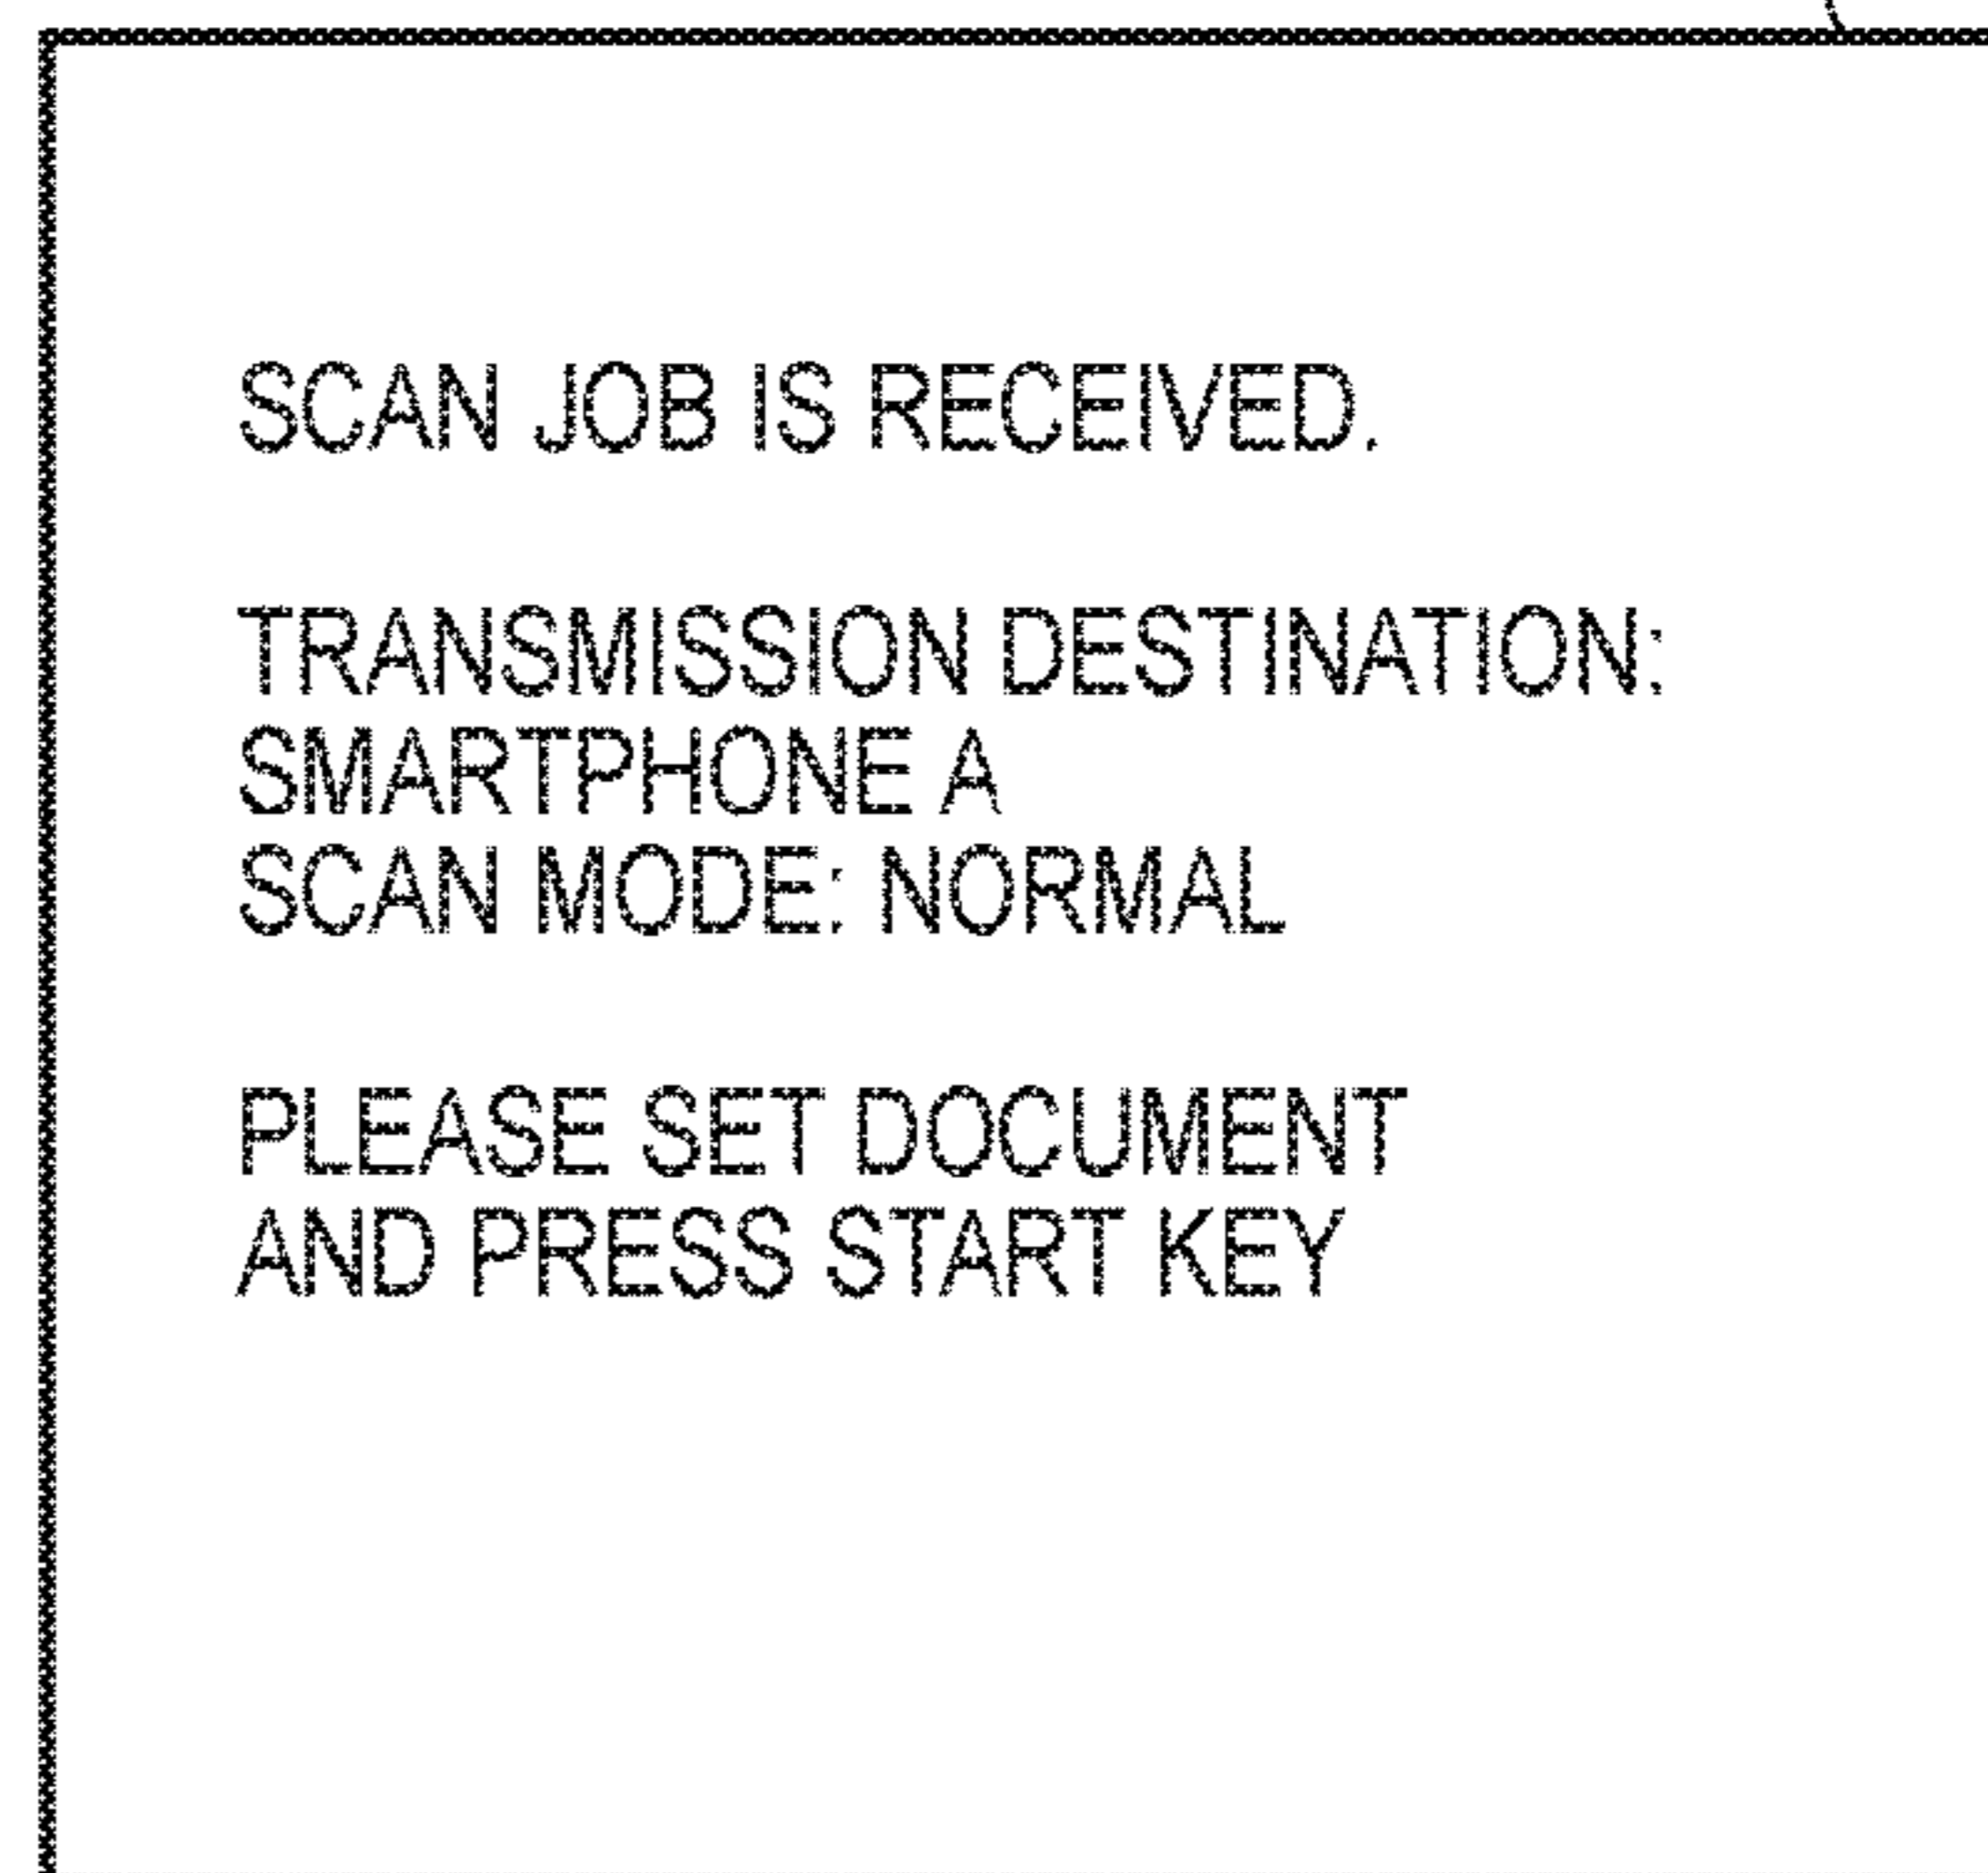 SCAN JOB IS RECEIVED.
TRANSMISSION DESTINATION:
SMARTPHONE A
SCAN MODE: NORMAL
PLEASE SET DOCUMENT
AND PRESS START KEY